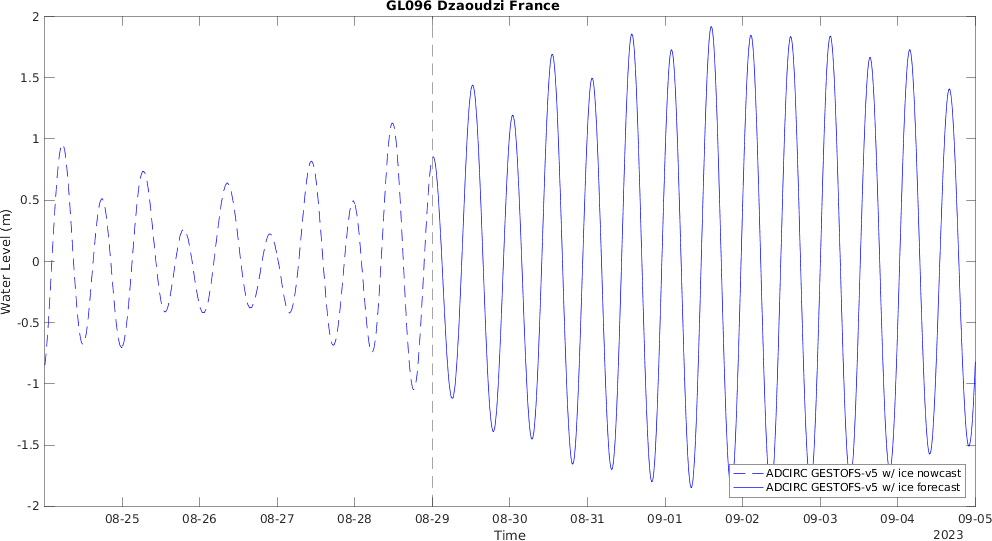 GL096 Dzaoudzi France
2
1.5
1
0.5
0
-0.5
-1
-1.5
-2
Water Level (m)
ADCIRC GESTOFS-v5 w/ ice nowcast
ADCIRC GESTOFS-v5 w/ ice forecast
08-25 08-26 08-27 08-28 08-29 08-30 08-31 09-01 09-02 09-03 09-04 09-05
Time
2023